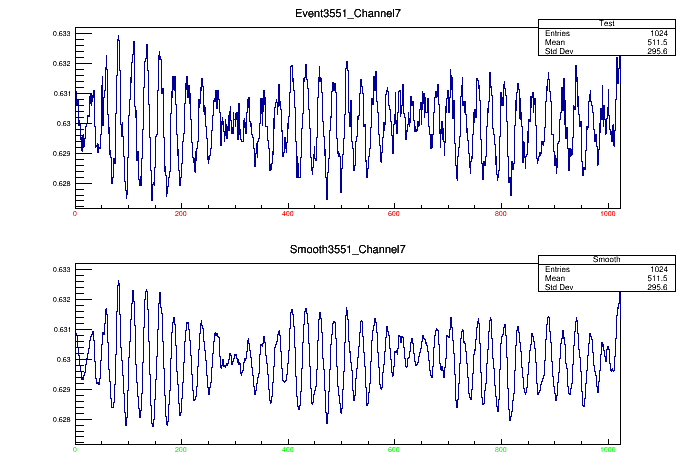 Event3551_Channel7
Test
Entries 1024
Mean 511.5
Std Dev 295.6
0.633
0.632
0.631
0.63
0.629
0.628
0 200 400 600 800 1000
Smooth3551_Channel7
Smooth
Entries 1024
Mean 511.5
Std Dev 295.6
0.633
0.632
0.631
0.63
0.629
0.628
0 200 400 600 800 1000